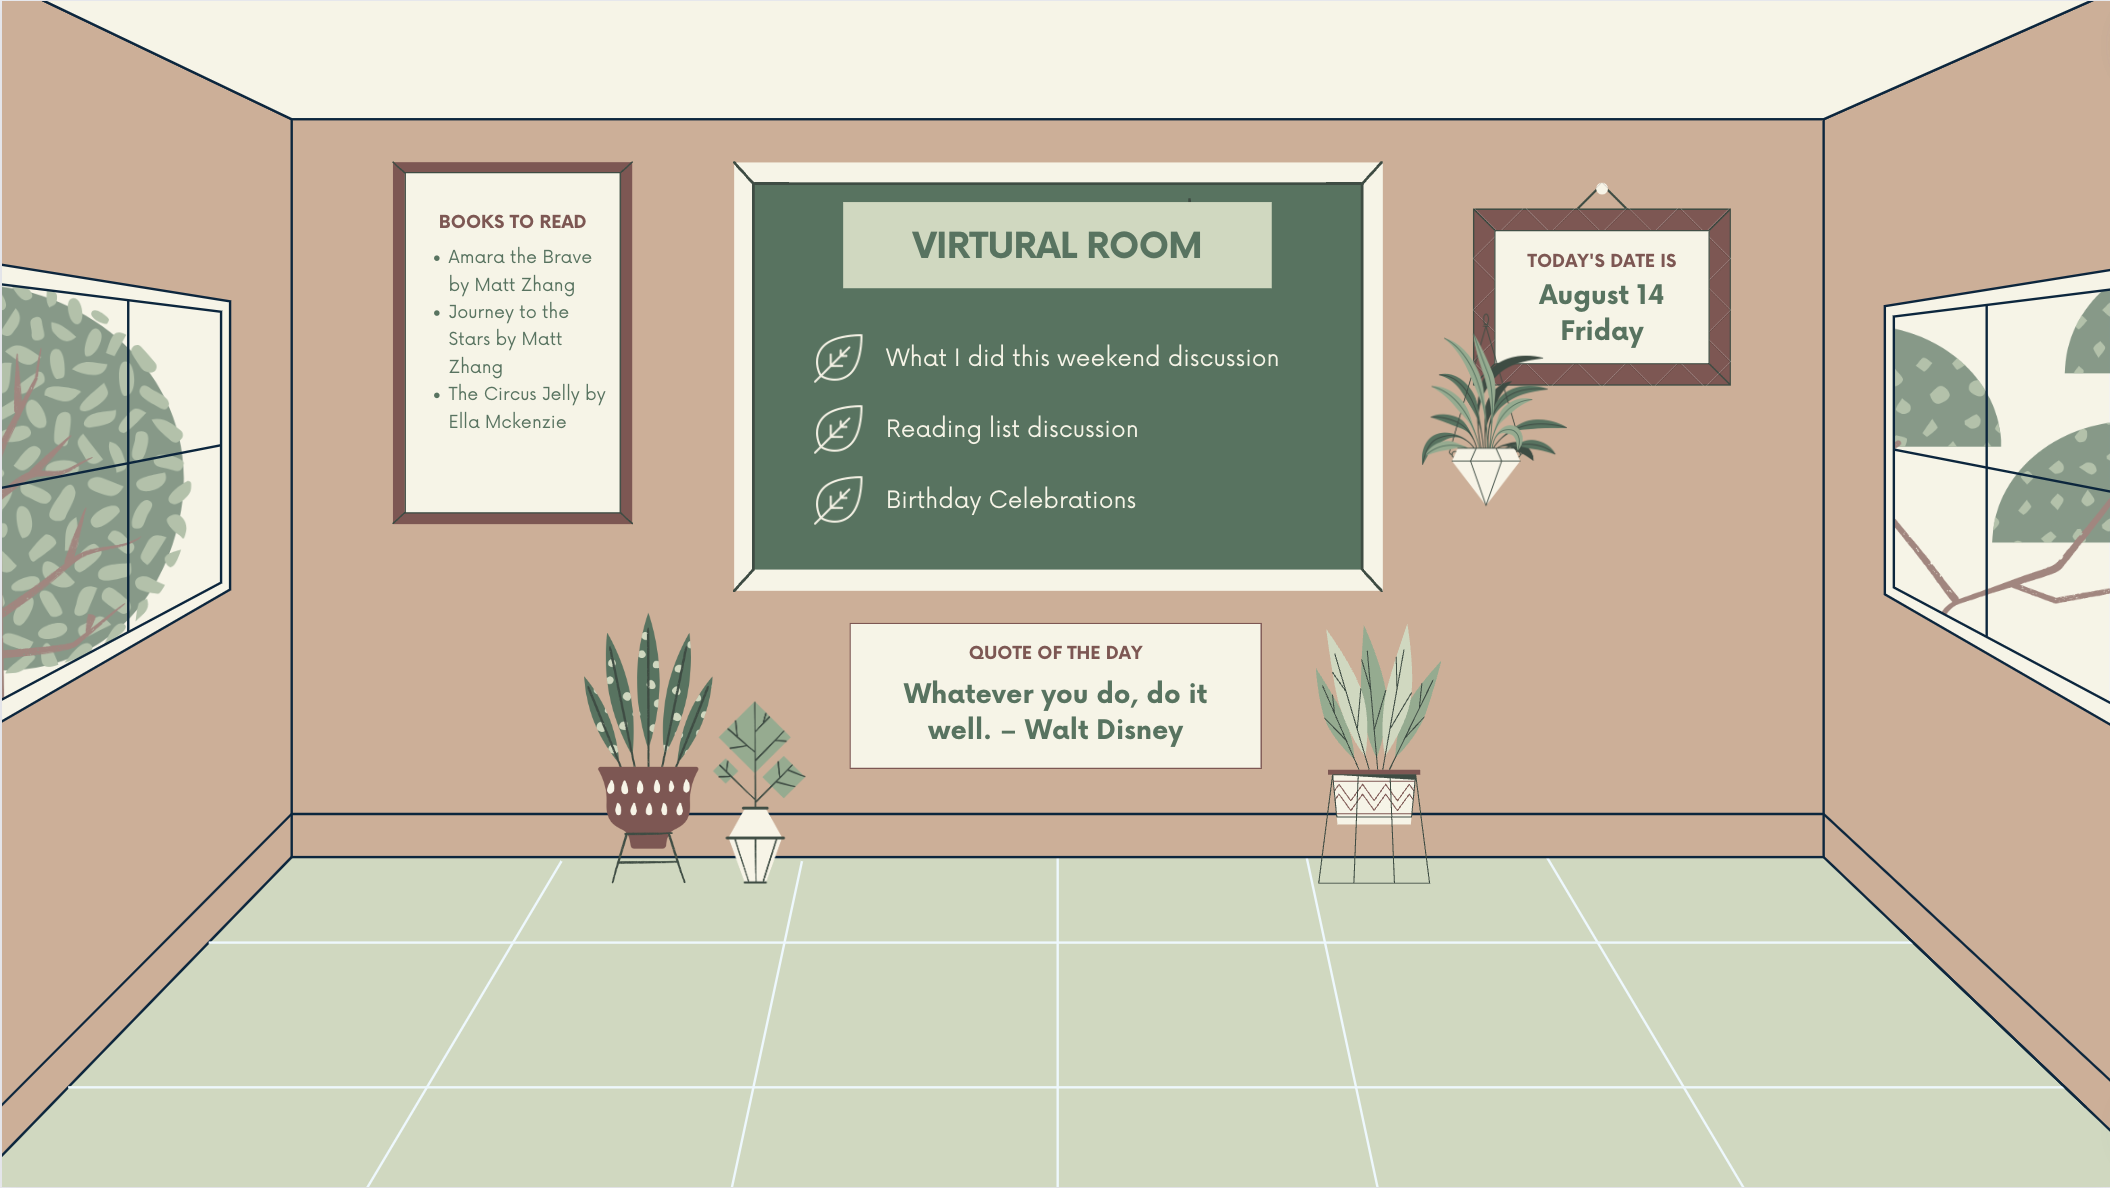 BOOKS TO READ
• Amara the Brave
by Matt Zhang
• Journey to the
Stars by Matt
Zhang
• The Circus Jelly by
Ella Mckenzie
VIRTURAL ROOM
What I did this weekend discussion
Reading list discussion
Birthday Celebrations
TODAY'S DATE IS
August 14
Friday
QUOTE OF THE DAY
Whatever you do, do it
well. – Walt Disney